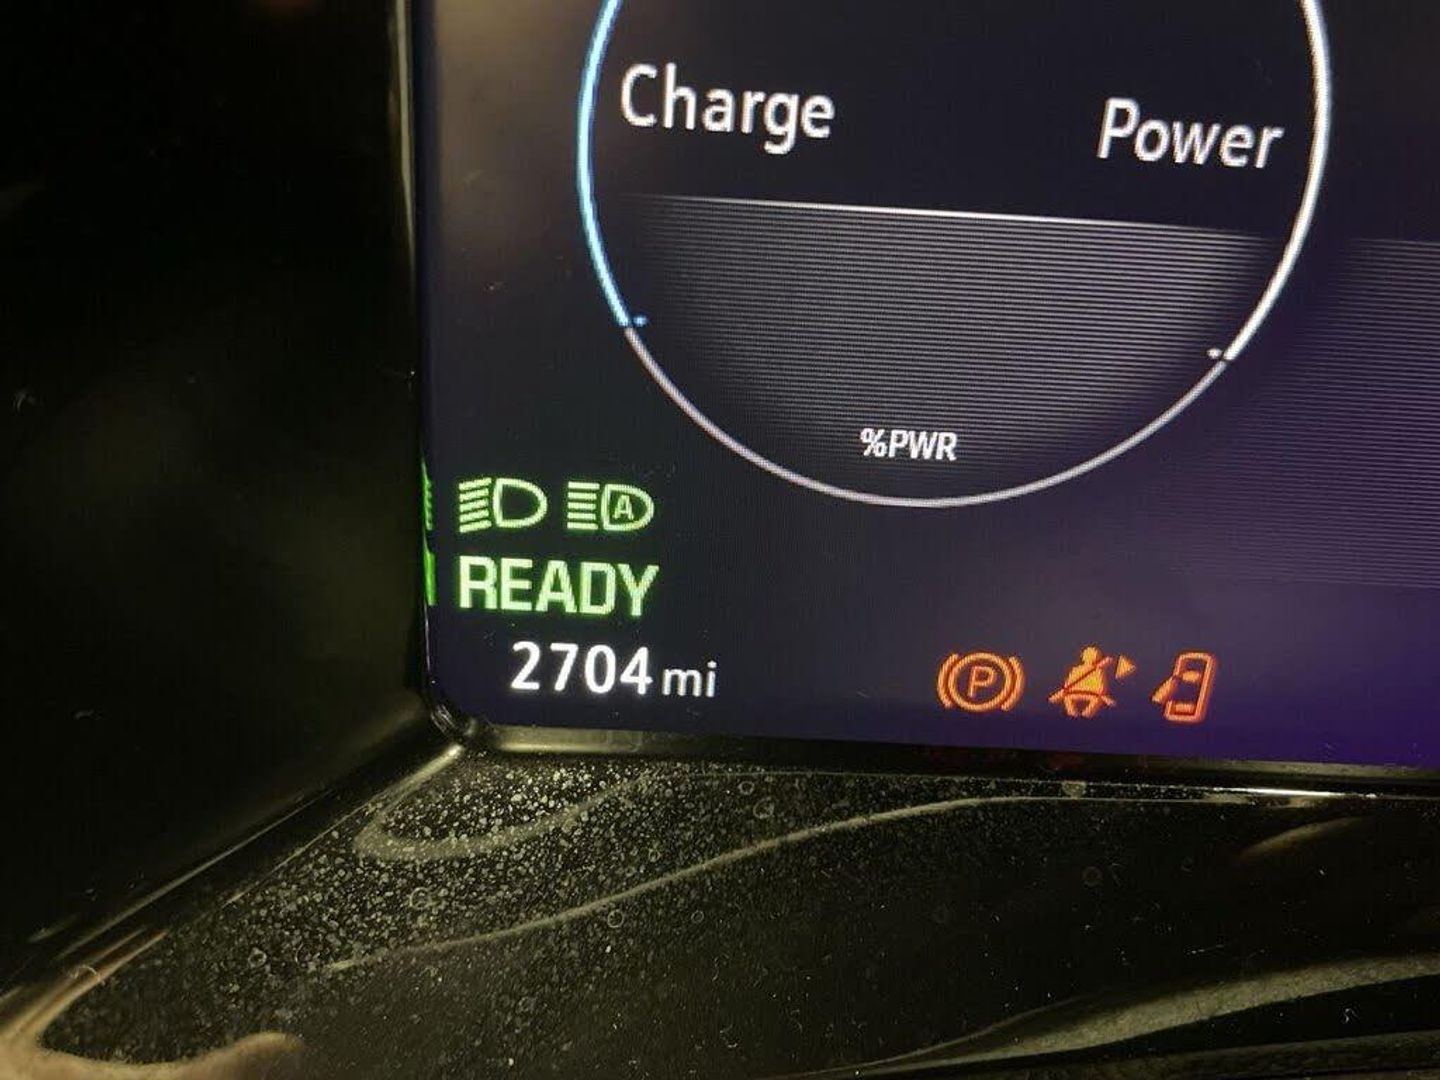 Charge Power
%PWR
A
READY
2704 mi
P